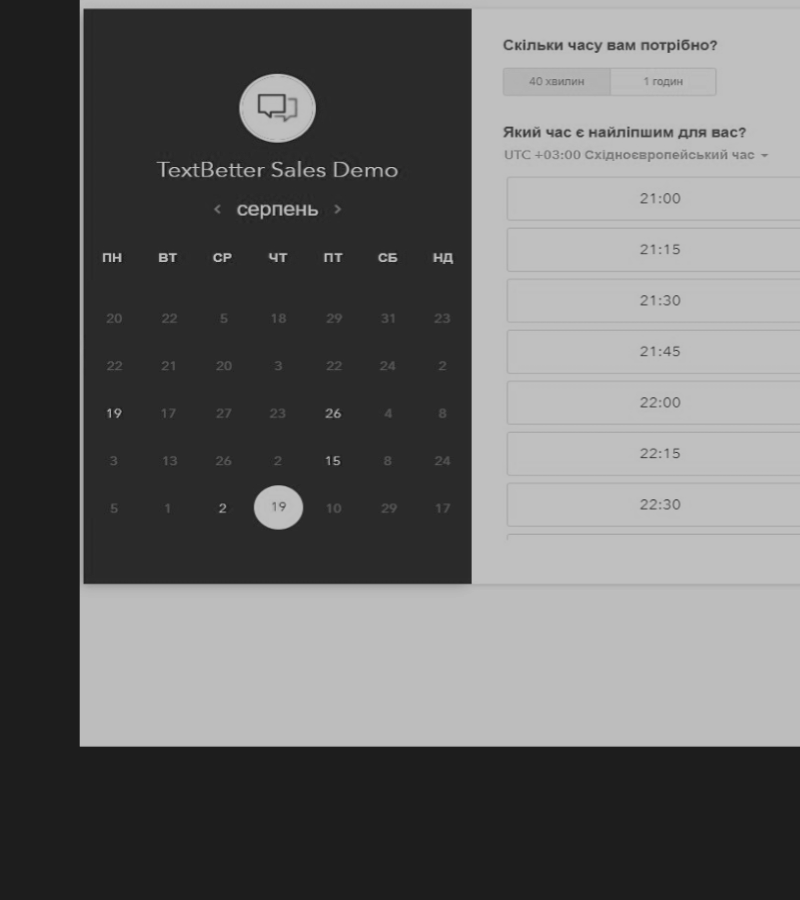 TextBetter Sales Demo
< серпень >
ПН ВТ СР ЧТ ПТ СБ НД
20 22 5 18 29 31 23
22 21 20 3 22 24 2
19 17 27 23 26 4 8
3 13 26 2 15 8 24
5 1 2 19 10 29 17
Скільки часу вам потрібно?
40 хвилин 1 годин
Який час є найліпшим для вас?
UTC +03:00 Східноєвропейський час
21:00
21:15
21:30
21:45
22:00
22:15
22:30